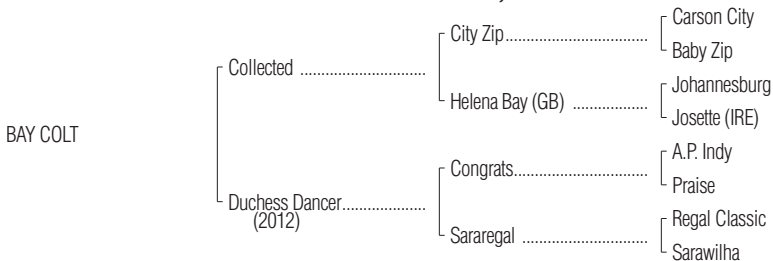 Carson City
City Zip
Baby Zip
Collected
Johannesburg
Helena Bay (GB)
Josette (IRE)
BAY COLT
A.P. Indy
Congrats
Praise
Duchess Dancer
(2012)
Regal Classic
Sararegal
Sarawilha